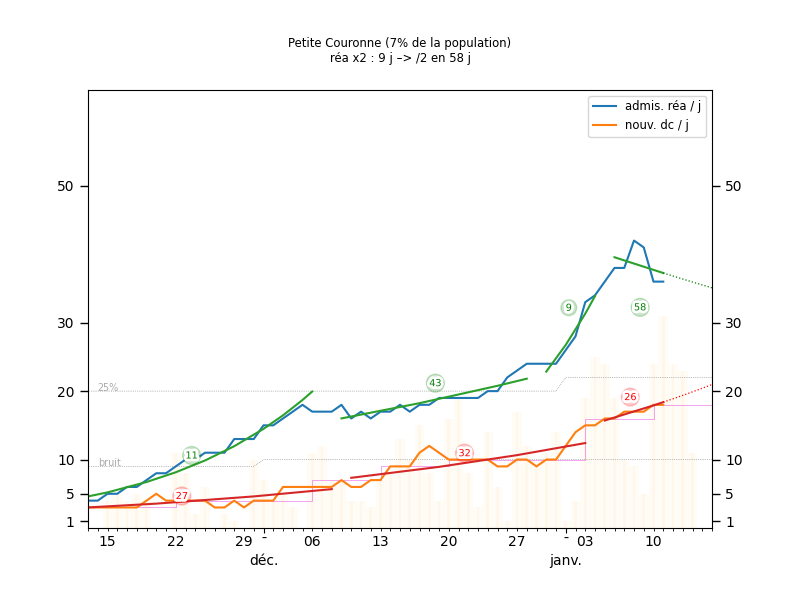 Petite Couronne (7% de la population)
réa x2 : 9 j –> /2 en 58 j
admis. réa / j
nouv. dc / j
50 50
30 30
20 20
10 10
5 5
1 1
25%
bruit
11
27
43
32
9
58
26
15 22 29 - 06 13 20 27 - 03 10
déc. janv.